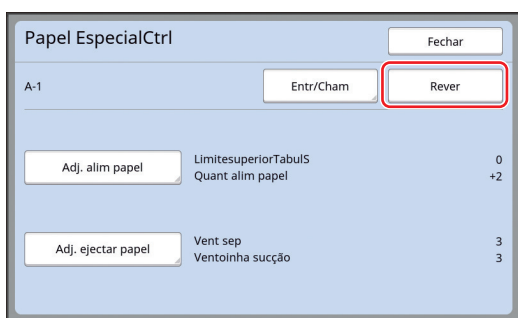 Papel EspecialCtrl Fechar
A-1 Entr/Cham Rever
Adj. alim papel LimitesuperiorTabulS 0
Quant alim papel +2
Adj. ejectar papel Vent sep 3
Ventoinha sucção 3